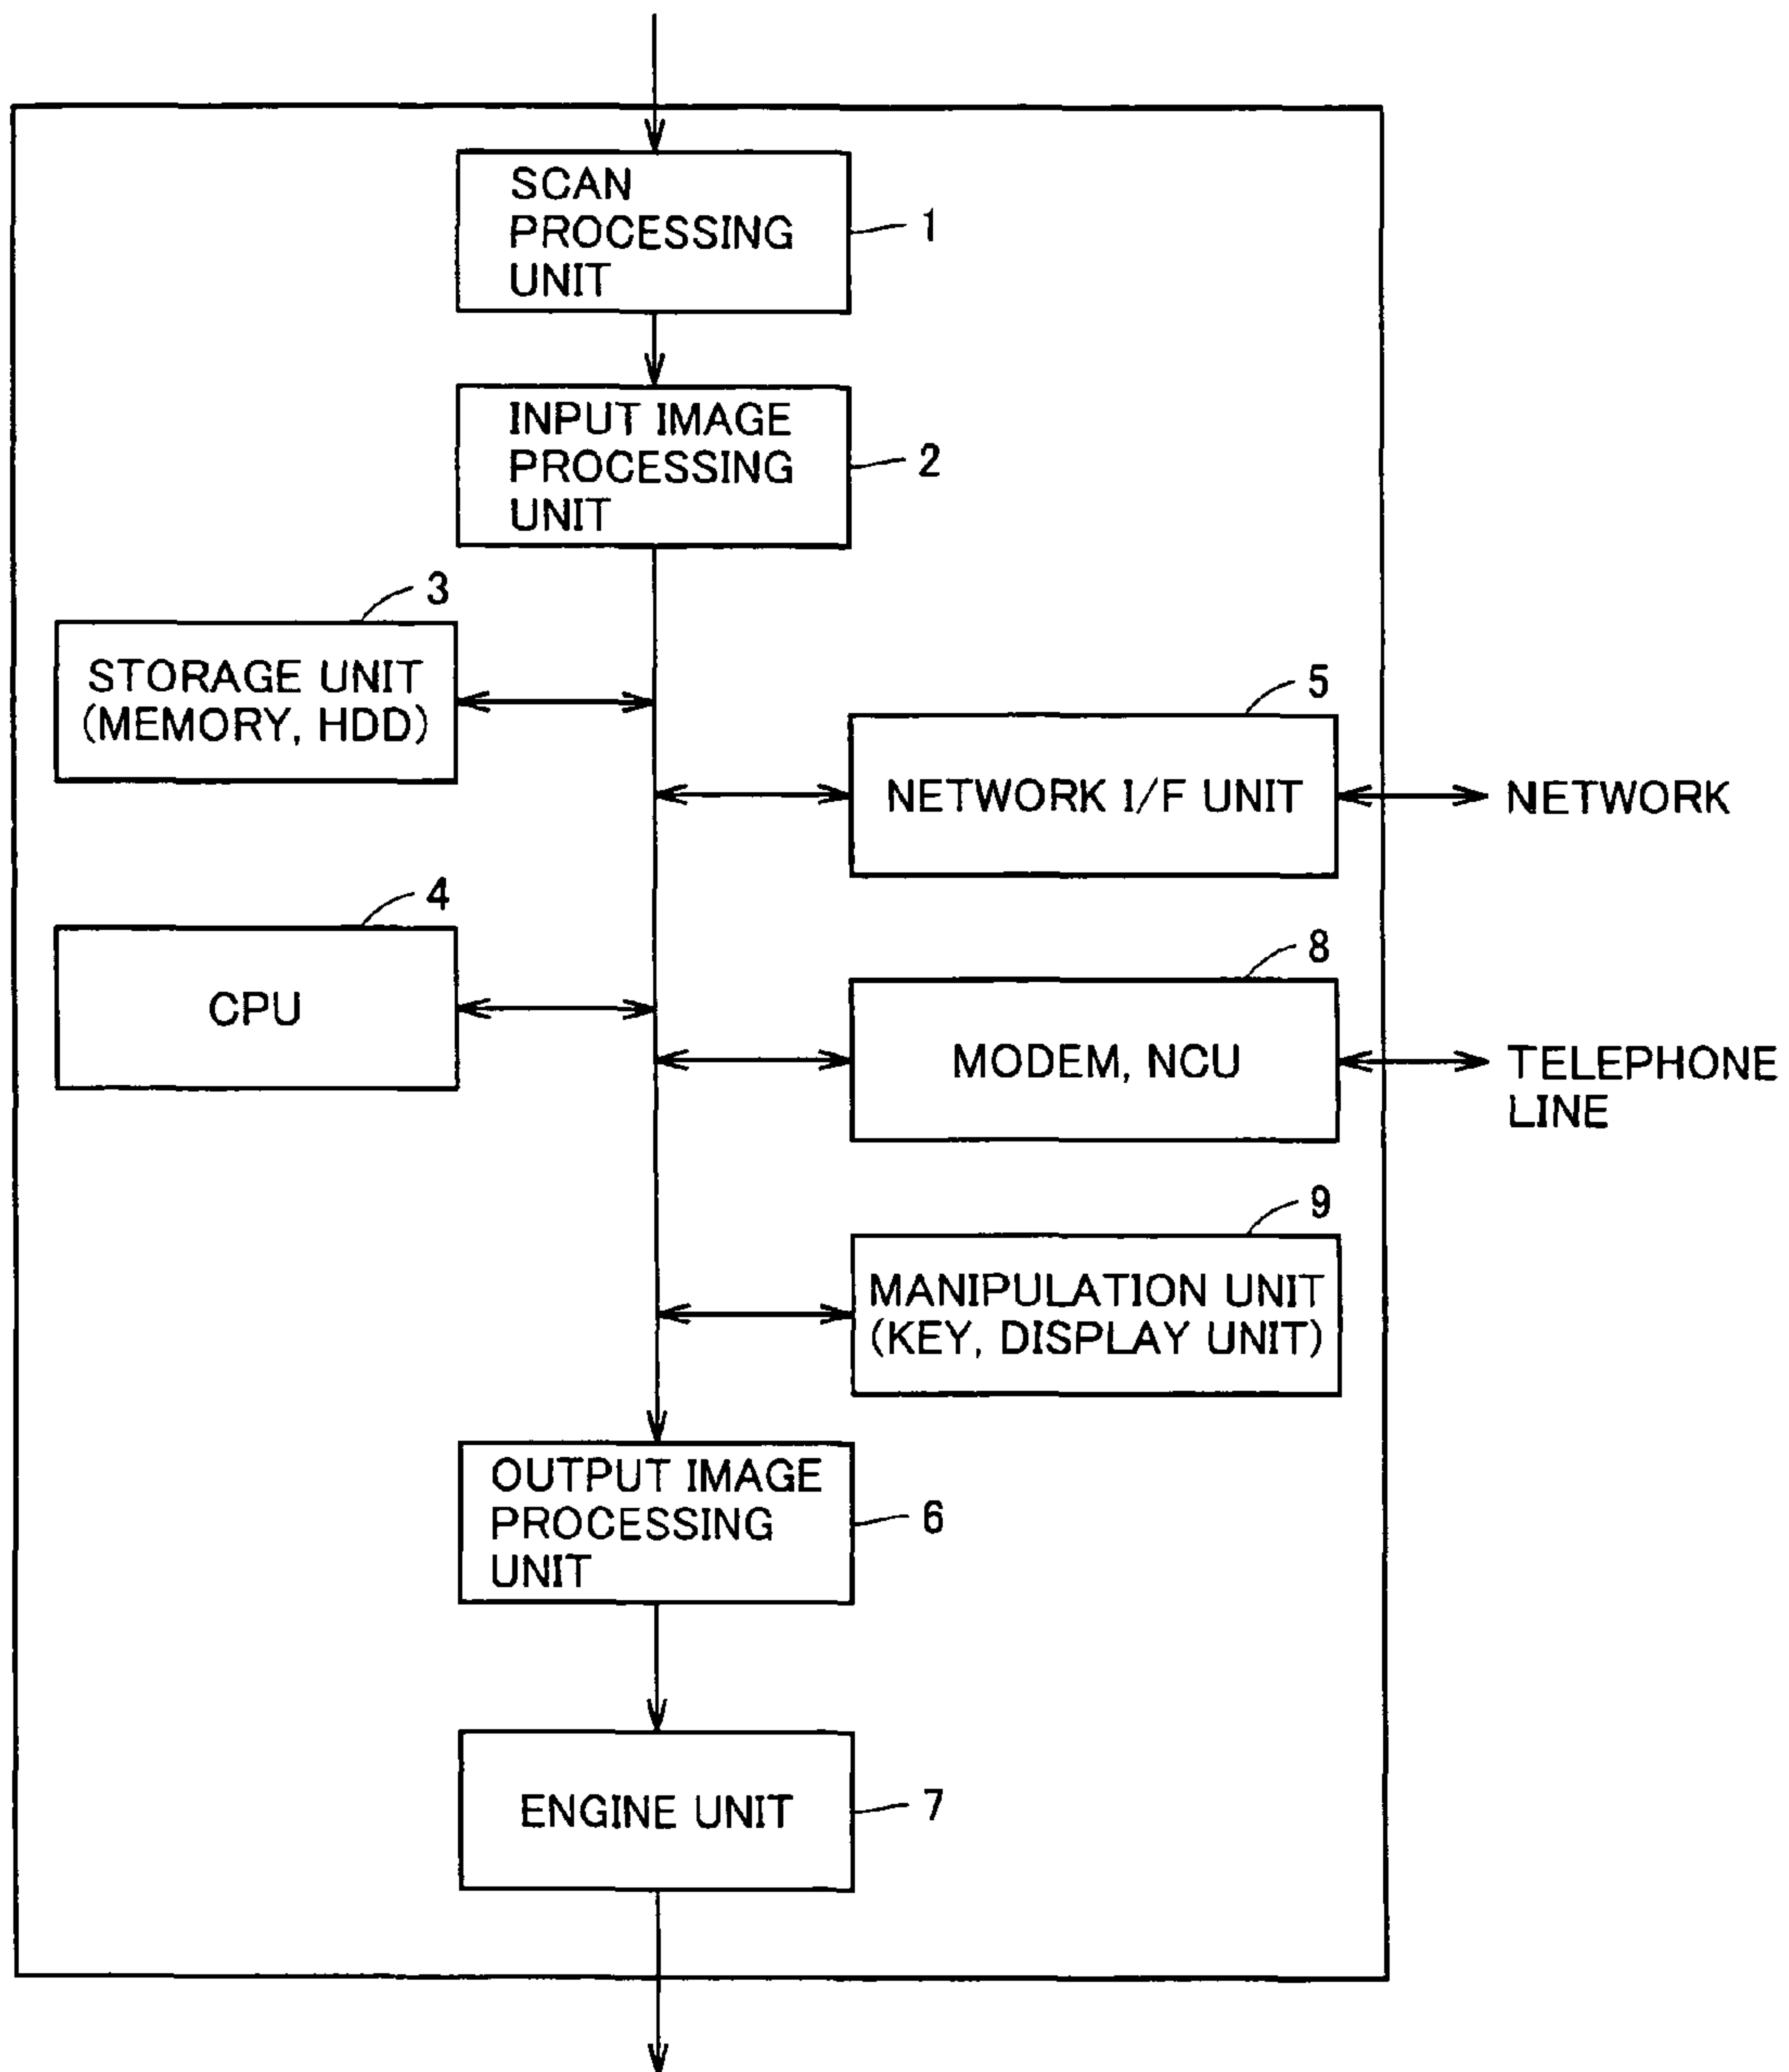 SCAN
PROCESSING
UNIT
1
INPUT IMAGE
PROCESSING
UNIT
2
3
STORAGE UNIT
(MEMORY, HDD)
5
NETWORK I/F UNIT
NETWORK
4
CPU
8
MODEM, NCU
TELEPHONE
LINE
9
MANIPULATION UNIT
(KEY, DISPLAY UNIT)
OUTPUT IMAGE
PROCESSING
UNIT
6
ENGINE UNIT
7